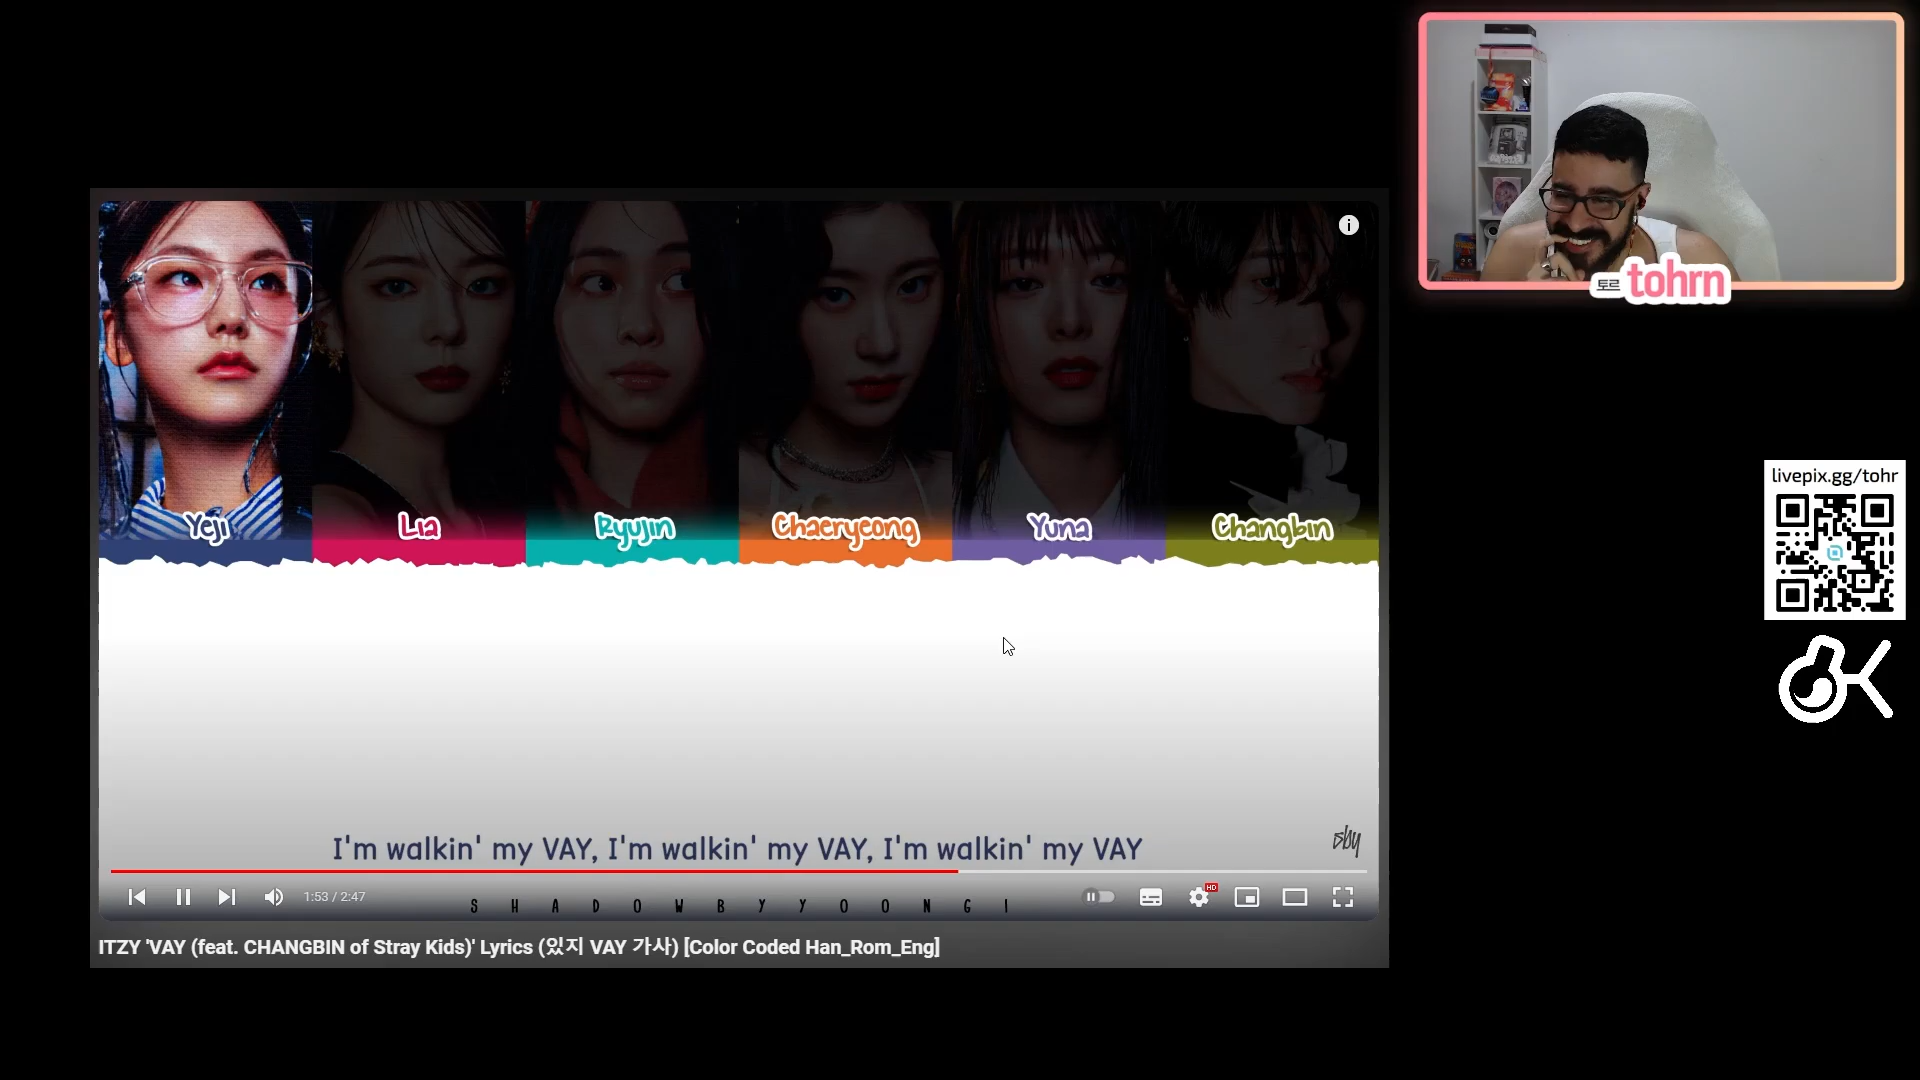 토르 tohrn
livepix.gg/tohr
Yeji
Lia
Ryujin
Chaeryeong
Yuna
Changbin
I'm walkin' my VAY, I'm walkin' my VAY, I'm walkin' my VAY
sby
1:53 / 2:47
HD
S H A D O W B Y Y O O N G I
ITZY 'VAY (feat. CHANGBIN of Stray Kids)' Lyrics (있지 VAY 가사) [Color Coded Han_Rom_Eng]